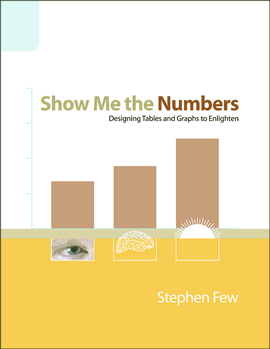 Show Me the Numbers
Designing Tables and Graphs to Enlighten
Stephen Few